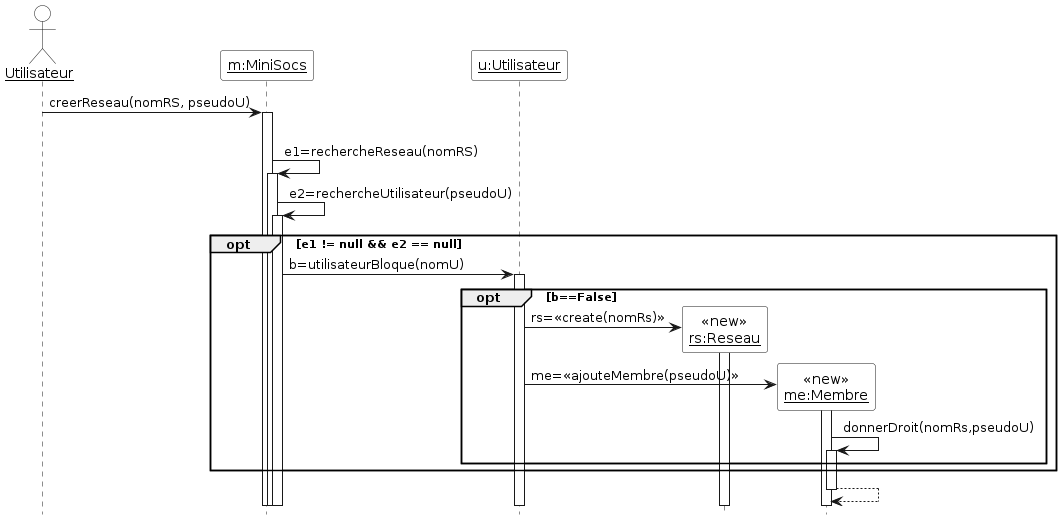 Utilisateur
m:MiniSocs
u:Utilisateur
creerReseau(nomRS, pseudoU)
e1=rechercheReseau(nomRS)
e2=rechercheUtilisateur(pseudoU)
opt [e1 != null && e2 == null]
b=utilisateurBloque(nomU)
opt [b==False]
rs=«create(nomRs)»
«new»
rs:Reseau
me=«ajouteMembre(pseudoU)»
«new»
me:Membre
donnerDroit(nomRs,pseudoU)